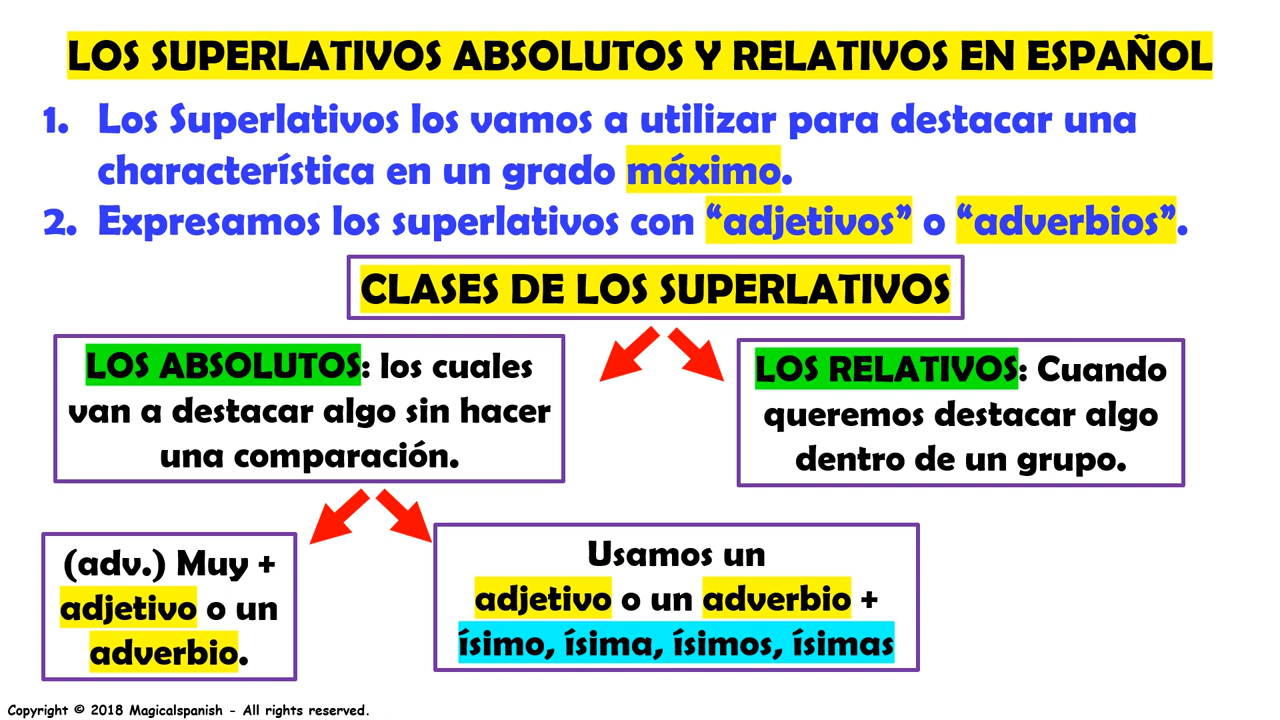 LOS SUPERLATIVOS ABSOLUTOS Y RELATIVOS EN ESPAÑOL
1. Los Superlativos los vamos a utilizar para destacar una
característica en un grado máximo.
2. Expresamos los superlativos con “adjetivos” o “adverbios”.
CLASES DE LOS SUPERLATIVOS
LOS ABSOLUTOS: los cuales
van a destacar algo sin hacer
una comparación.
LOS RELATIVOS: Cuando
queremos destacar algo
dentro de un grupo.
(adv.) Muy +
adjetivo o un
adverbio.
Usamos un
adjetivo o un adverbio +
ísimo, ísima, ísimos, ísimas
Copyright © 2018 Magicalspanish - All rights reserved.